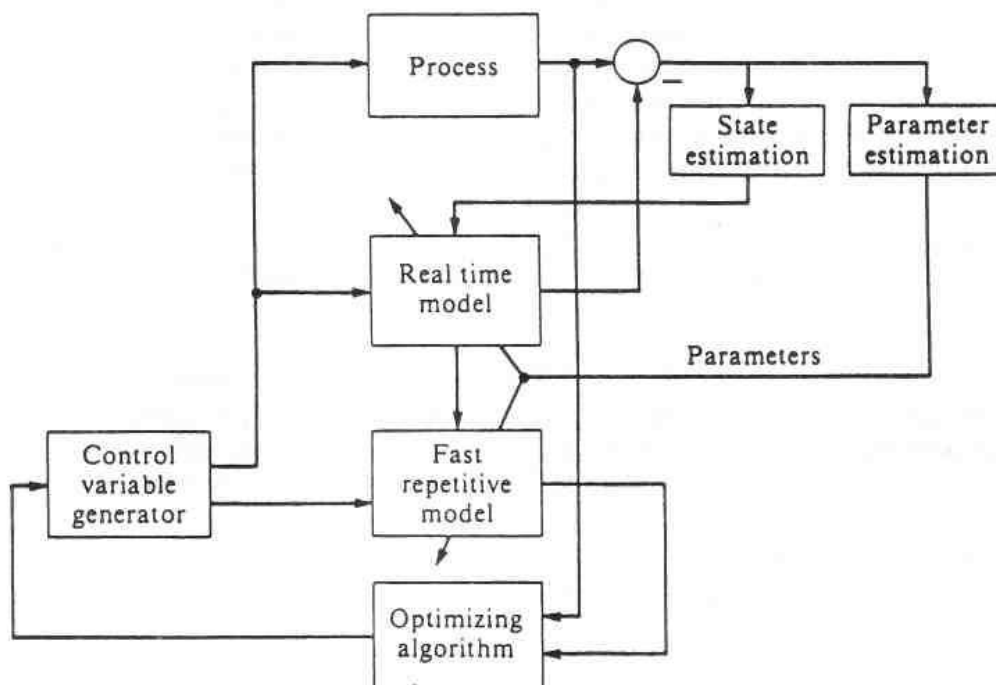 Process
−
State
estimation
Parameter
estimation
Real time
model
Parameters
Control
variable
generator
Fast
repetitive
model
Optimizing
algorithm